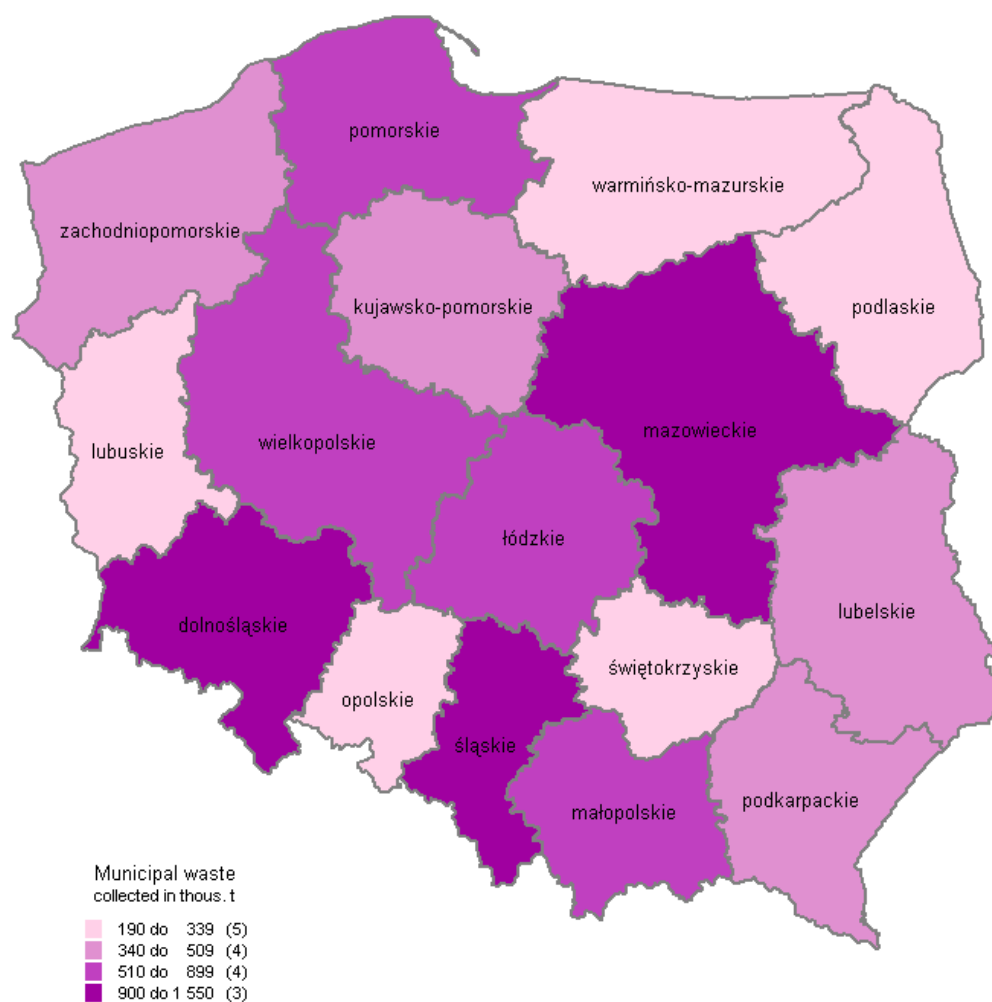 pomorskie
warmińsko-mazurskie
zachodniopomorskie
kujawsko-pomorskie
podlaskie
mazowieckie
wielkopolskie
lubuskie
łódzkie
lubelskie
dolnośląskie
świętokrzyskie
opolskie
śląskie
podkarpackie
małopolskie
Municipal waste
collected in thous. t
190 do 339 (5)
340 do 509 (4)
510 do 899 (4)
900 do 1 550 (3)